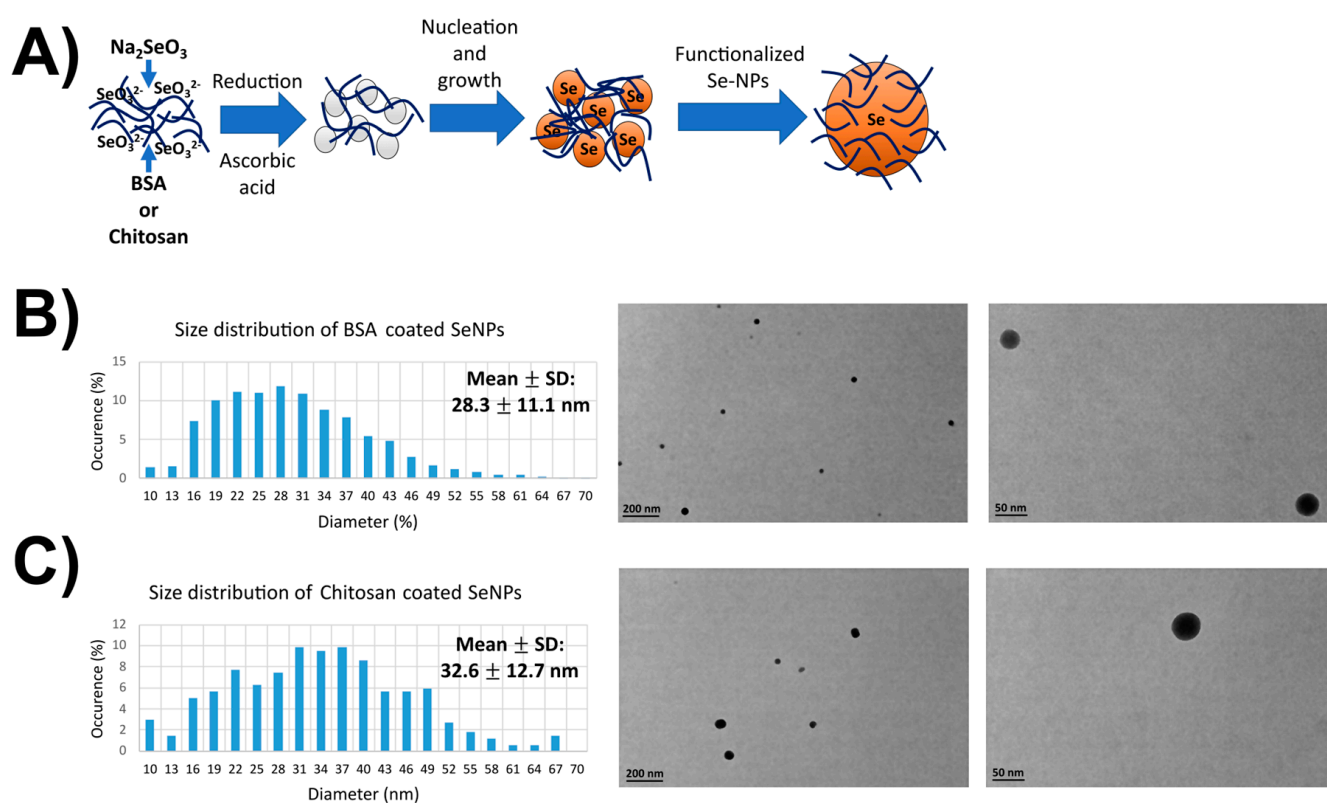 A)
Na₂SeO₃
SeO₃²⁻ SeO₃²⁻
SeO₃²⁻ SeO₃²⁻
BSA
or
Chitosan
Reduction
Ascorbic
acid
Nucleation
and
growth
Se
Se
Se
Se
Se
Se
Functionalized
Se-NPs
Se
B)
Size distribution of BSA coated SeNPs
Mean ± SD:
28.3 ± 11.1 nm
Occurence (%)
15
10
5
0
10 13 16 19 22 25 28 31 34 37 40 43 46 49 52 55 58 61 64 67 70
Diameter (%)
200 nm
50 nm
C)
Size distribution of Chitosan coated SeNPs
Mean ± SD:
32.6 ± 12.7 nm
Occurence (%)
12
10
8
6
4
2
0
10 13 16 19 22 25 28 31 34 37 40 43 46 49 52 55 58 61 64 67 70
Diameter (nm)
200 nm
50 nm